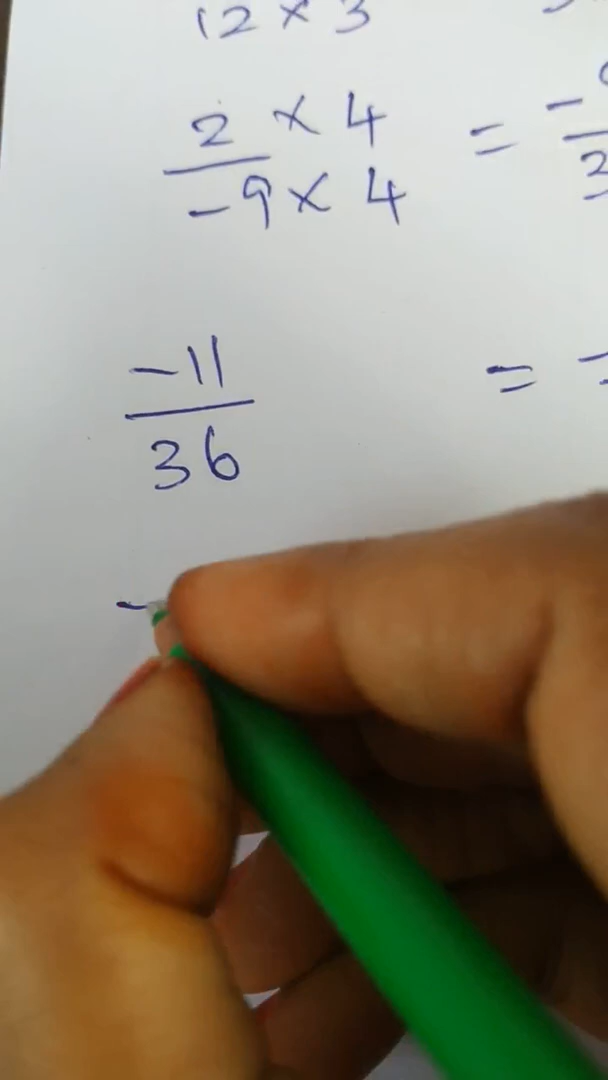 12 × 3
2 × 4
-9 × 4
=
-11
36
=
-